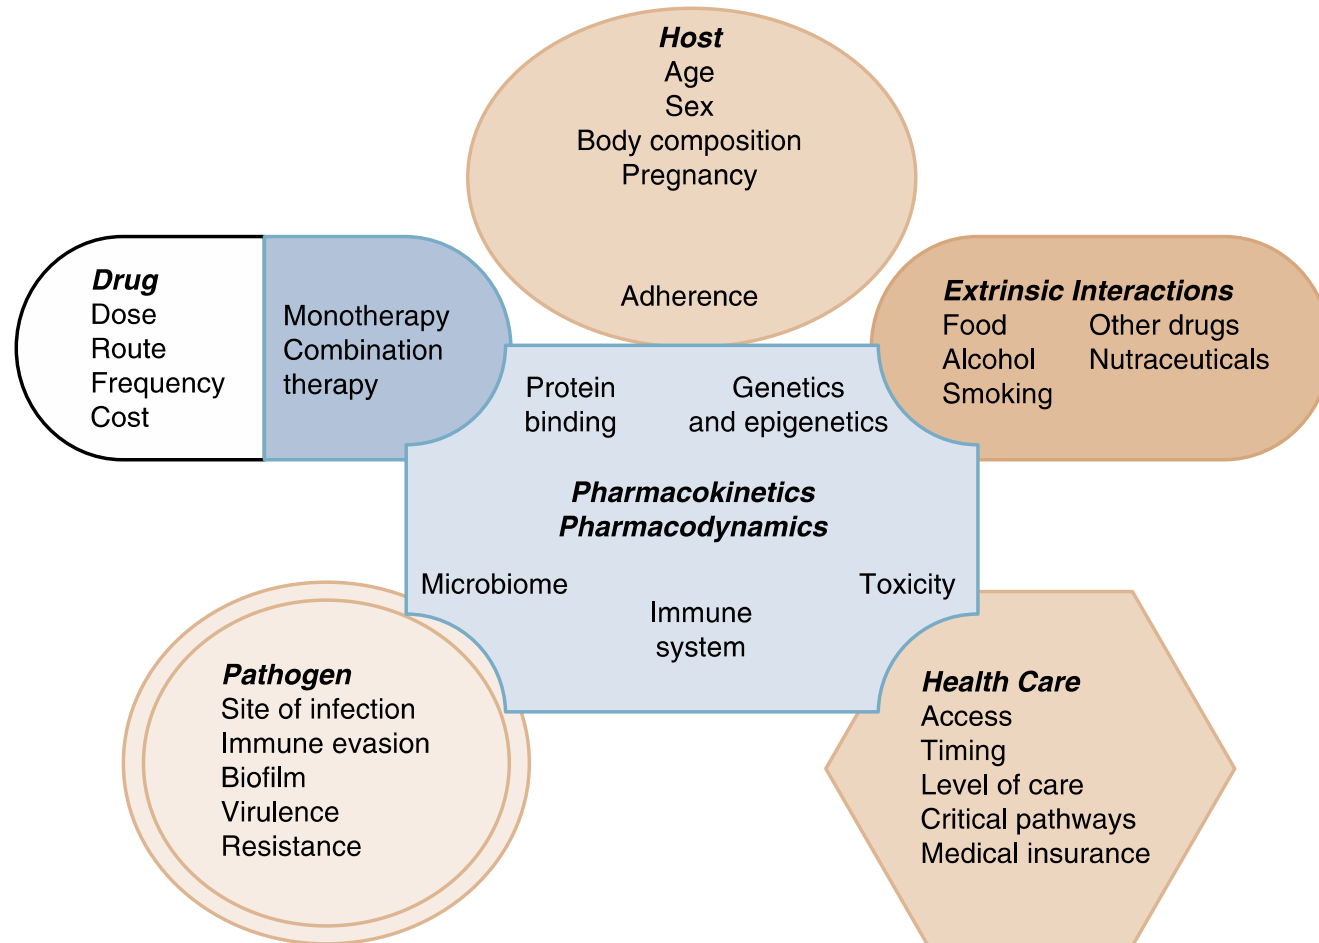 Host
Age
Sex
Body composition
Pregnancy
Adherence
Drug
Dose
Route
Frequency
Cost
Monotherapy
Combination
therapy
Extrinsic Interactions
Food
Alcohol
Smoking
Other drugs
Nutraceuticals
Protein
binding
Genetics
and epigenetics
Pharmacokinetics
Pharmacodynamics
Microbiome
Immune
system
Toxicity
Pathogen
Site of infection
Immune evasion
Biofilm
Virulence
Resistance
Health Care
Access
Timing
Level of care
Critical pathways
Medical insurance